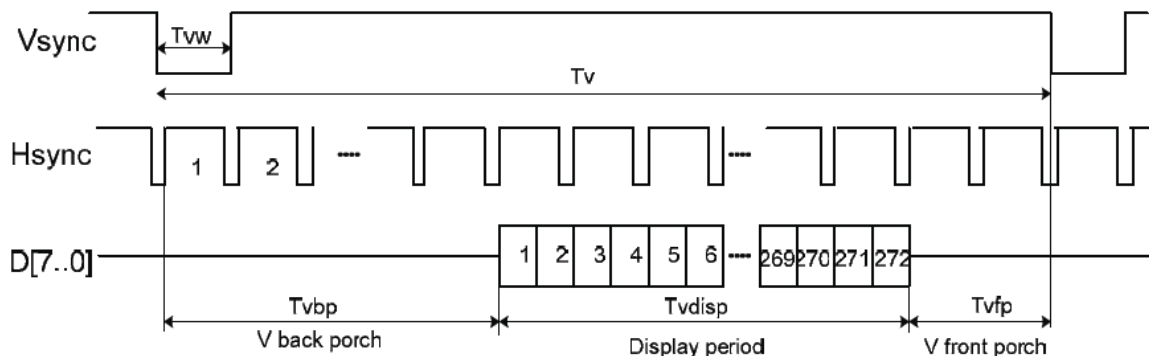 Vsync
Tvw
Tv
Hsync
1 2 ---- ----
D[7..0]
1 2 3 4 5 6 ---- 269 270 271 272
Tvbp Tvdisp Tvfp
V back porch Display period V front porch